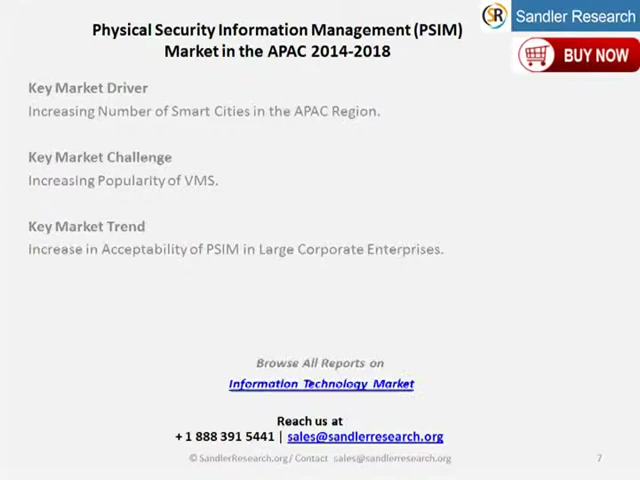 Physical Security Information Management (PSIM)
Market in the APAC 2014-2018
SR
Sandler Research
BUY NOW
Key Market Driver
Increasing Number of Smart Cities in the APAC Region.
Key Market Challenge
Increasing Popularity of VMS.
Key Market Trend
Increase in Acceptability of PSIM in Large Corporate Enterprises.
Browse All Reports on
Information Technology Market
Reach us at
+ 1 888 391 5441 | sales@sandlerresearch.org
© SandlerResearch.org/ Contact sales@sandlerresearch.org
7